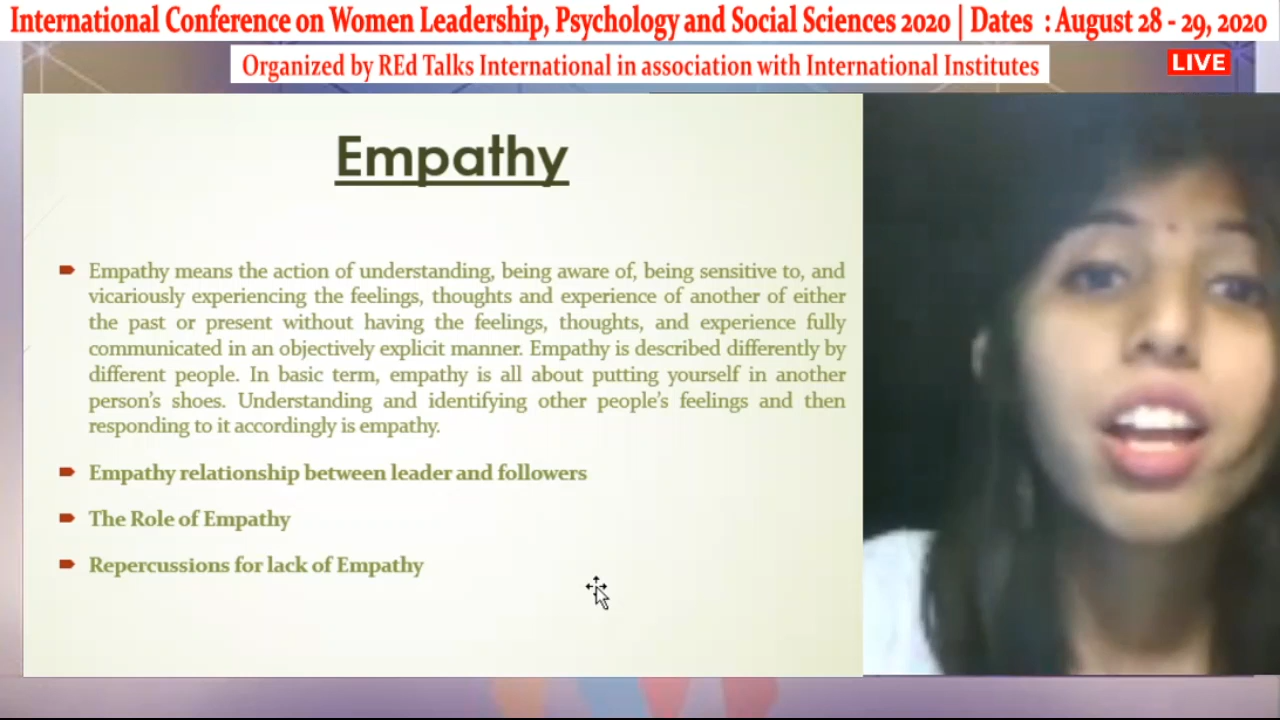 International Conference on Women Leadership, Psychology and Social Sciences 2020 | Dates : August 28 - 29, 2020
Organized by REd Talks International in association with International Institutes
LIVE
Empathy
Empathy means the action of understanding, being aware of, being sensitive to, and
vicariously experiencing the feelings, thoughts and experience of another of either
the past or present without having the feelings, thoughts, and experience fully
communicated in an objectively explicit manner. Empathy is described differently by
different people. In basic term, empathy is all about putting yourself in another
person's shoes. Understanding and identifying other people's feelings and then
responding to it accordingly is empathy.
Empathy relationship between leader and followers
The Role of Empathy
Repercussions for lack of Empathy